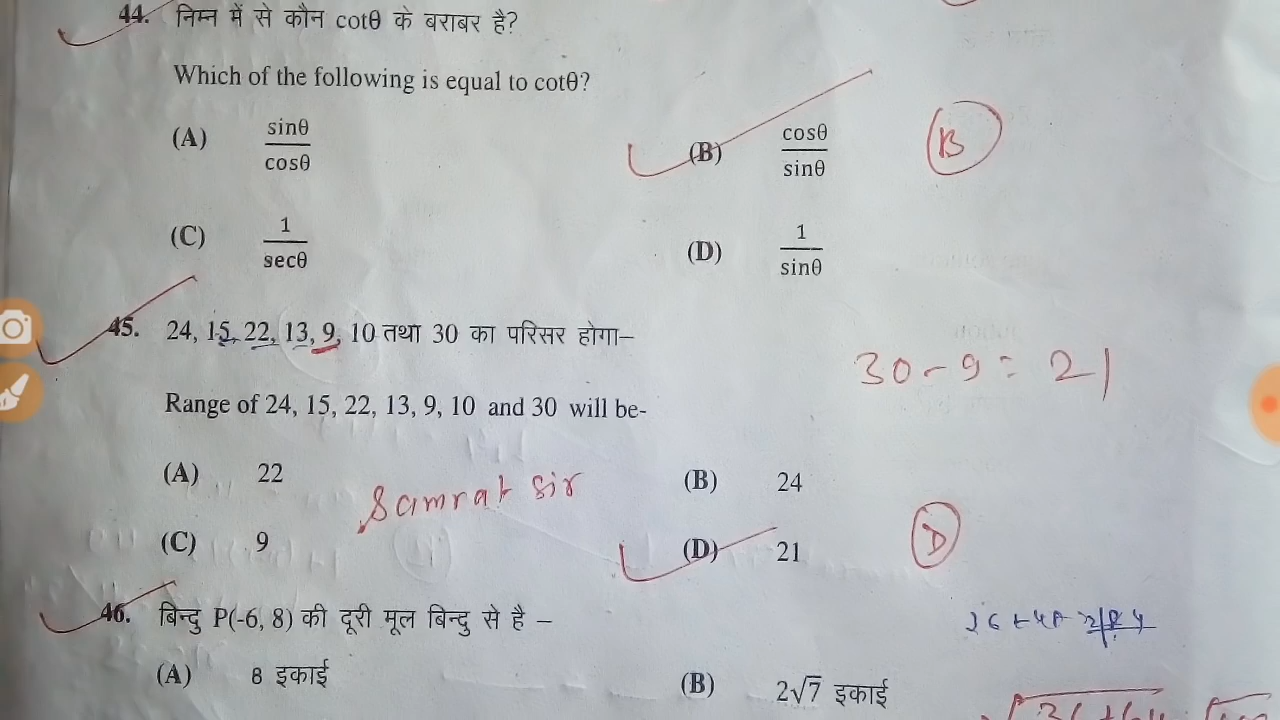 44. निम्न में से कौन cotθ के बराबर है?
Which of the following is equal to cotθ?
(A) sinθ/cosθ (B) cosθ/sinθ B
(C) 1/secθ (D) 1/sinθ
45. 24, 15, 22, 13, 9, 10 तथा 30 का परिसर होगा–
30 - 9 = 21
Range of 24, 15, 22, 13, 9, 10 and 30 will be-
(A) 22 (B) 24
Samrat Sir
(C) 9 (D) 21 D
46. बिन्दु P(-6, 8) की दूरी मूल बिन्दु से है –
(A) 8 इकाई (B) 2√7 इकाई